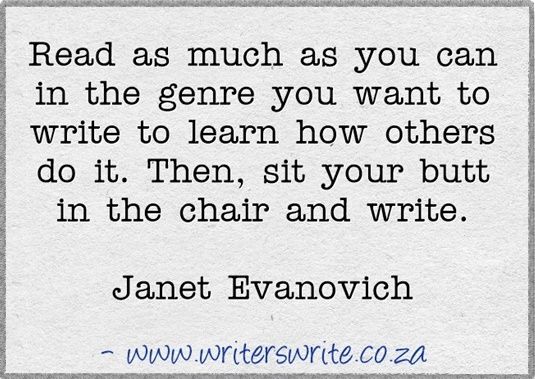 Read as much as you can
in the genre you want to
write to learn how others
do it. Then, sit your butt
in the chair and write.
Janet Evanovich
- www.writerswrite.co.za